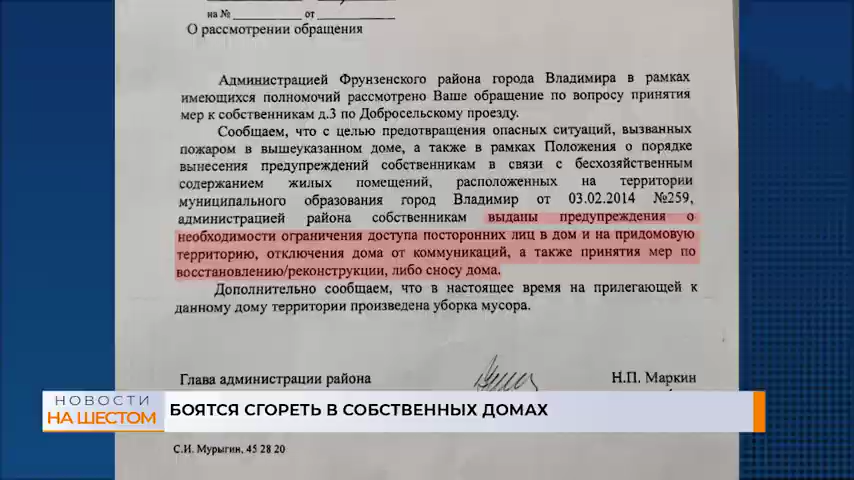 на № ____________ от ____________
О рассмотрении обращения
Администрацией Фрунзенского района города Владимира в рамках
имеющихся полномочий рассмотрено Ваше обращение по вопросу принятия
мер к собственникам д.3 по Добросельскому проезду.
Сообщаем, что с целью предотвращения опасных ситуаций, вызванных
пожаром в вышеуказанном доме, а также в рамках Положения о порядке
вынесения предупреждений собственникам в связи с бесхозяйственным
содержанием жилых помещений, расположенных на территории
муниципального образования город Владимир от 03.02.2014 №259,
администрацией района собственникам выданы предупреждения о
необходимости ограничения доступа посторонних лиц в дом и на придомовую
территорию, отключения дома от коммуникаций, а также принятия мер по
восстановлению/реконструкции, либо сносу дома.
Дополнительно сообщаем, что в настоящее время на прилегающей к
данному дому территории произведена уборка мусора.
Глава администрации района Н.П. Маркин
НОВОСТИ
НА ШЕСТОМ
БОЯТСЯ СГОРЕТЬ В СОБСТВЕННЫХ ДОМАХ
С.И. Мурыгин, 45 28 20